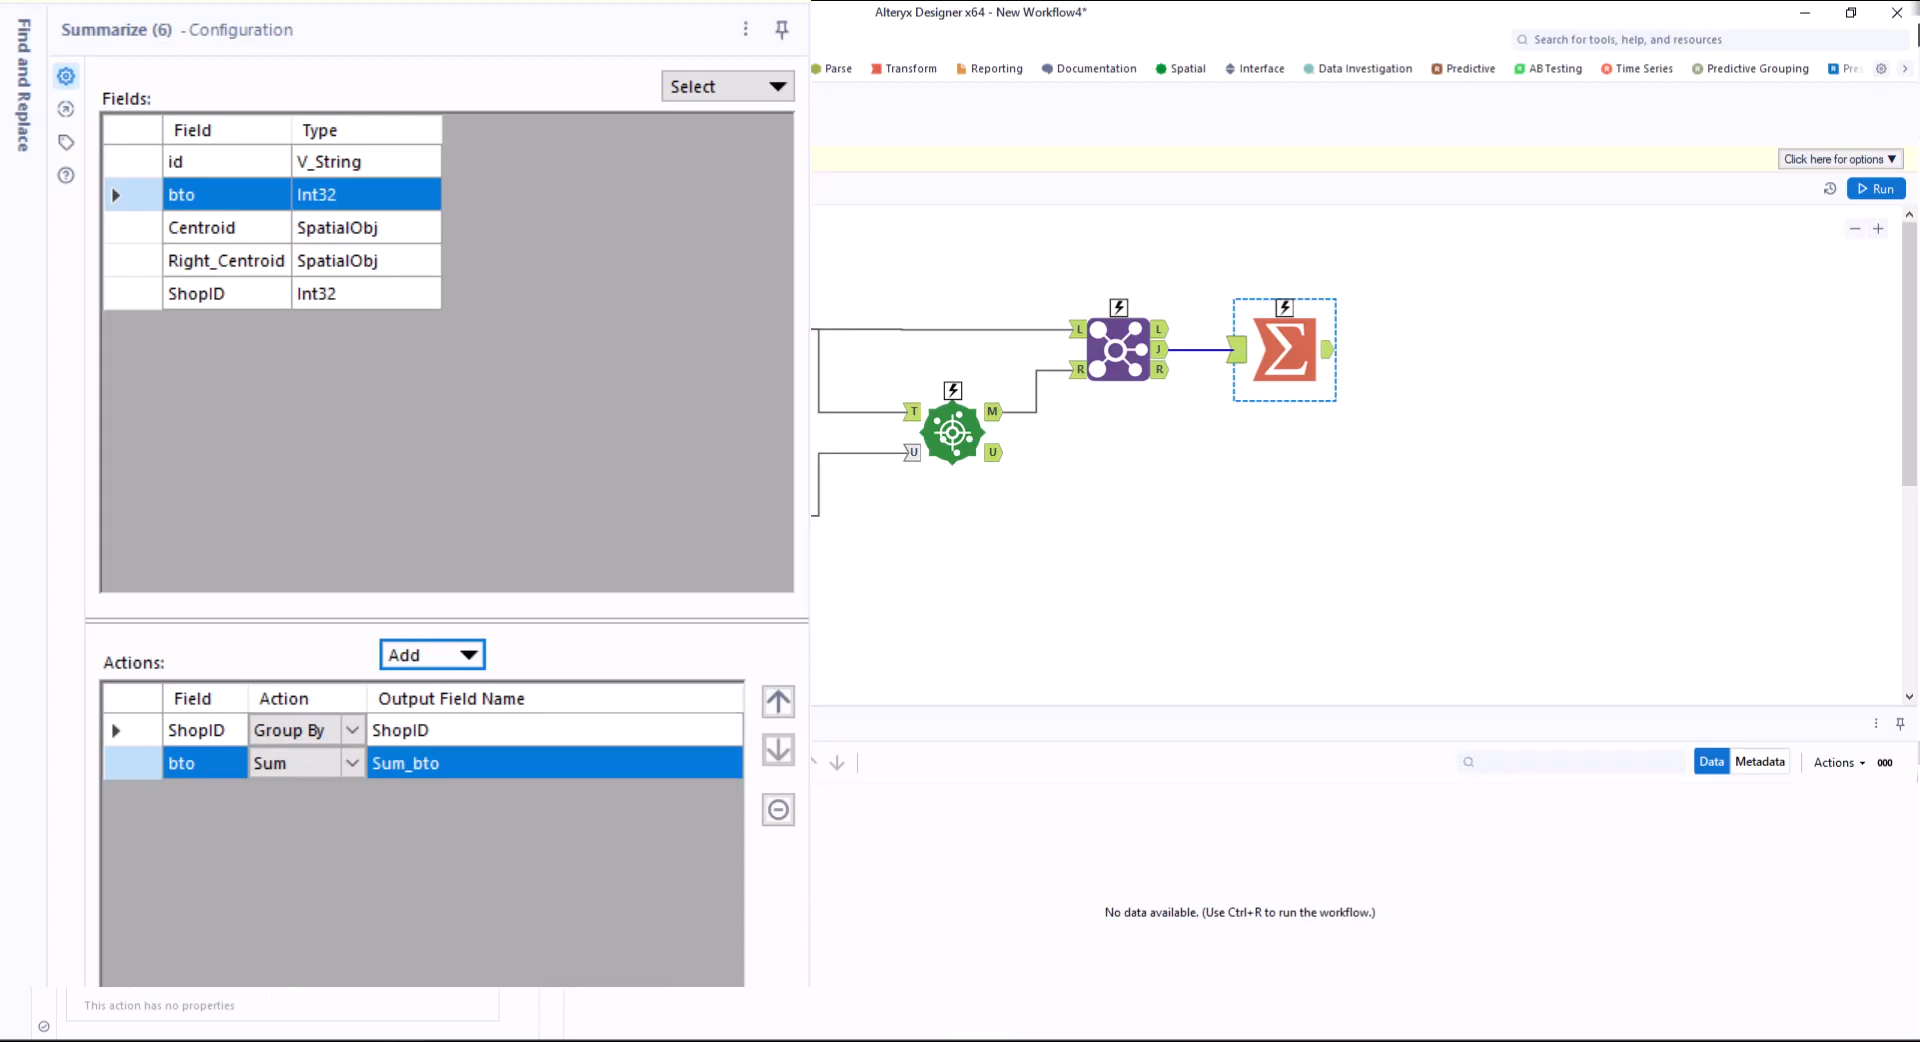 Alteryx Designer x64 - New Workflow4*
Find and Replace
Summarize (6) - Configuration
Search for tools, help, and resources
Parse Transform Reporting Documentation Spatial Interface Data Investigation Predictive AB Testing Time Series Predictive Grouping Pres
Select
Fields:
Field Type
id V_String
bto Int32
Centroid SpatialObj
Right_Centroid SpatialObj
ShopID Int32
Click here for options ▼
Run
L L
J
R R
T M
U U
Actions:
Add
Field Action Output Field Name
ShopID Group By ShopID
bto Sum Sum_bto
Data Metadata Actions 000
No data available. (Use Ctrl+R to run the workflow.)
This action has no properties